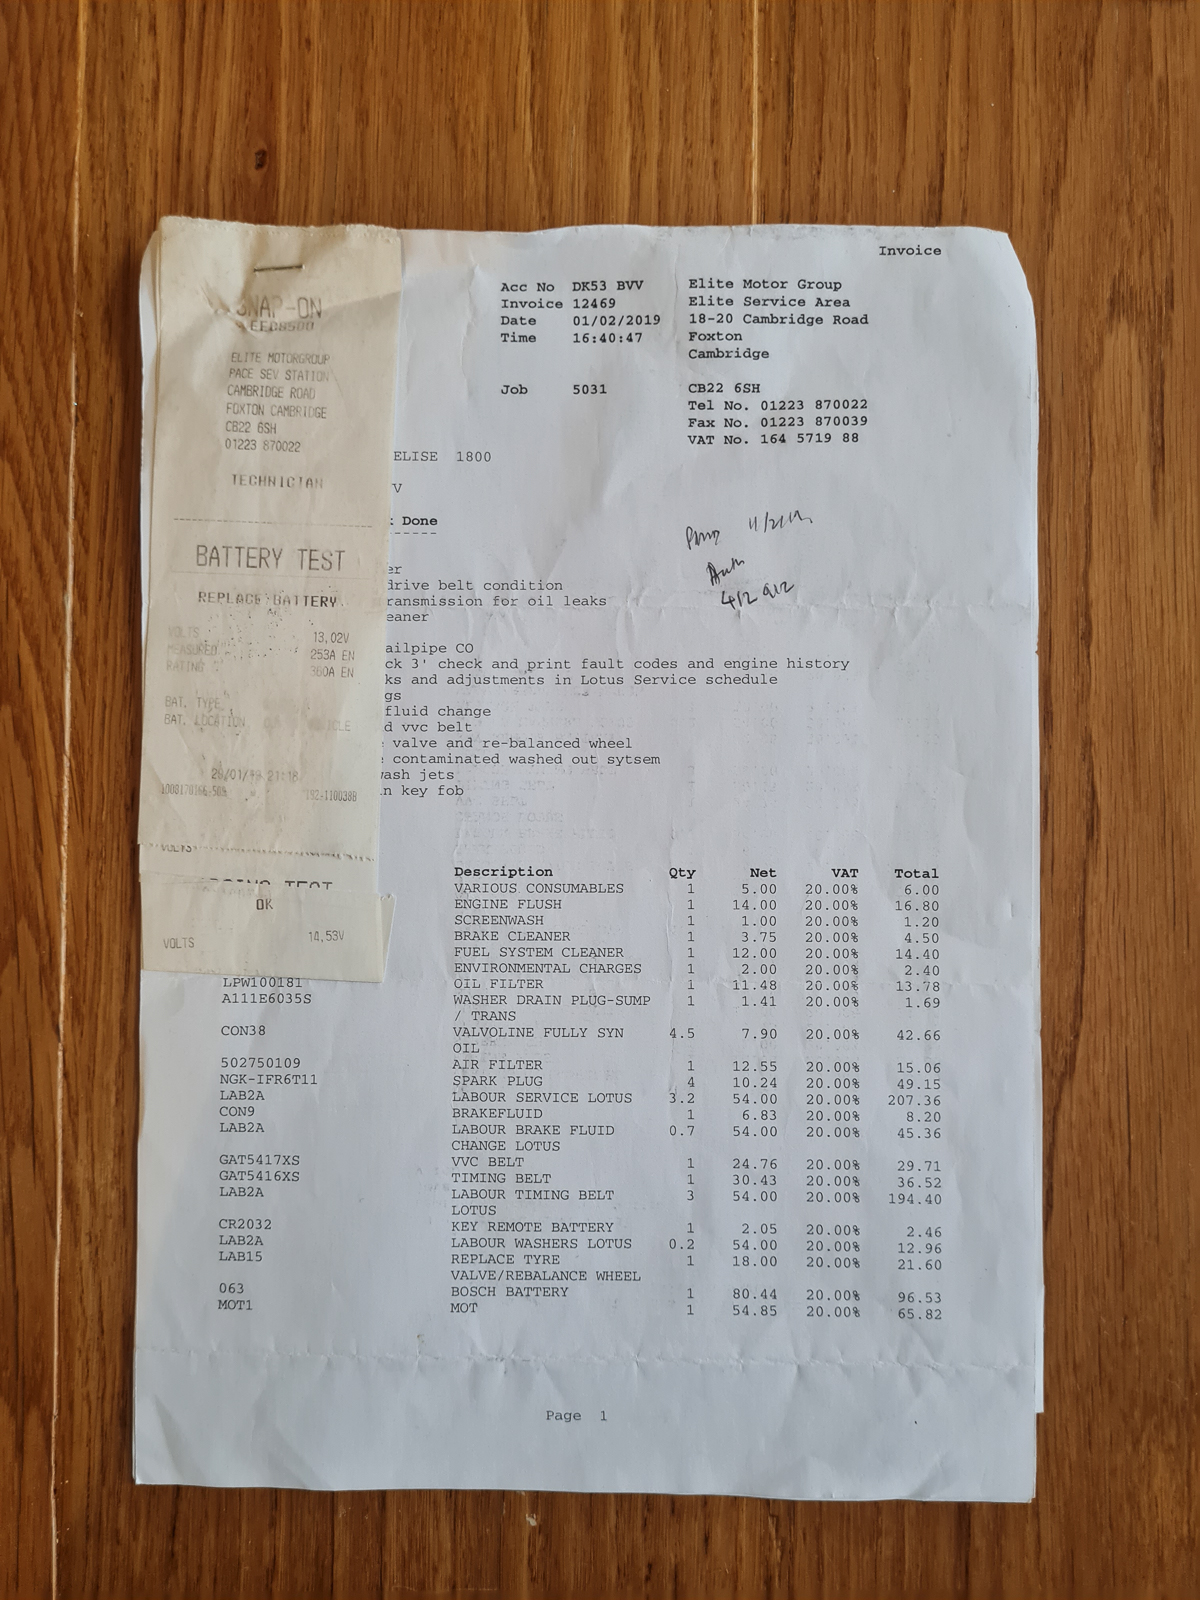 Invoice
Acc No DK53 BVV
Invoice 12469
Date 01/02/2019
Time 16:40:47
Job 5031
Elite Motor Group
Elite Service Area
18-20 Cambridge Road
Foxton
Cambridge
CB22 6SH
Tel No. 01223 870022
Fax No. 01223 870039
VAT No. 164 5719 88
SNAP-ON
ELITE MOTORGROUP
PACE SEV STATION
CAMBRIDGE ROAD
FOXTON CAMBRIDGE
CB22 6SH
01223 870022
TECHNICIAN
BATTERY TEST
REPLACE BATTERY
VOLTS 13,02V
MEASURED 253A EN
RATING 360A EN
BAT. TYPE
BAT. LOCATION
VOLTS
OK
VOLTS 14,53V
ELISE 1800
V
Done
er
drive belt condition
ransmission for oil leaks
eaner
ailpipe CO
ck 3' check and print fault codes and engine history
ks and adjustments in Lotus Service schedule
gs
fluid change
d vvc belt
valve and re-balanced wheel
contaminated washed out sytsem
wash jets
in key fob
Description Qty Net VAT Total
VARIOUS CONSUMABLES 1 5.00 20.00% 6.00
ENGINE FLUSH 1 14.00 20.00% 16.80
SCREENWASH 1 1.00 20.00% 1.20
BRAKE CLEANER 1 3.75 20.00% 4.50
FUEL SYSTEM CLEANER 1 12.00 20.00% 14.40
ENVIRONMENTAL CHARGES 1 2.00 20.00% 2.40
LPW100181 OIL FILTER 1 11.48 20.00% 13.78
A111E6035S WASHER DRAIN PLUG-SUMP 1 1.41 20.00% 1.69
/ TRANS
CON38 VALVOLINE FULLY SYN 4.5 7.90 20.00% 42.66
OIL
502750109 AIR FILTER 1 12.55 20.00% 15.06
NGK-IFR6T11 SPARK PLUG 4 10.24 20.00% 49.15
LAB2A LABOUR SERVICE LOTUS 3.2 54.00 20.00% 207.36
CON9 BRAKEFLUID 1 6.83 20.00% 8.20
LAB2A LABOUR BRAKE FLUID 0.7 54.00 20.00% 45.36
CHANGE LOTUS
GAT5417XS VVC BELT 1 24.76 20.00% 29.71
GAT5416XS TIMING BELT 1 30.43 20.00% 36.52
LAB2A LABOUR TIMING BELT 3 54.00 20.00% 194.40
LOTUS
CR2032 KEY REMOTE BATTERY 1 2.05 20.00% 2.46
LAB2A LABOUR WASHERS LOTUS 0.2 54.00 20.00% 12.96
LAB15 REPLACE TYRE 1 18.00 20.00% 21.60
VALVE/REBALANCE WHEEL
063 BOSCH BATTERY 1 80.44 20.00% 96.53
MOT1 MOT 1 54.85 20.00% 65.82
Page 1